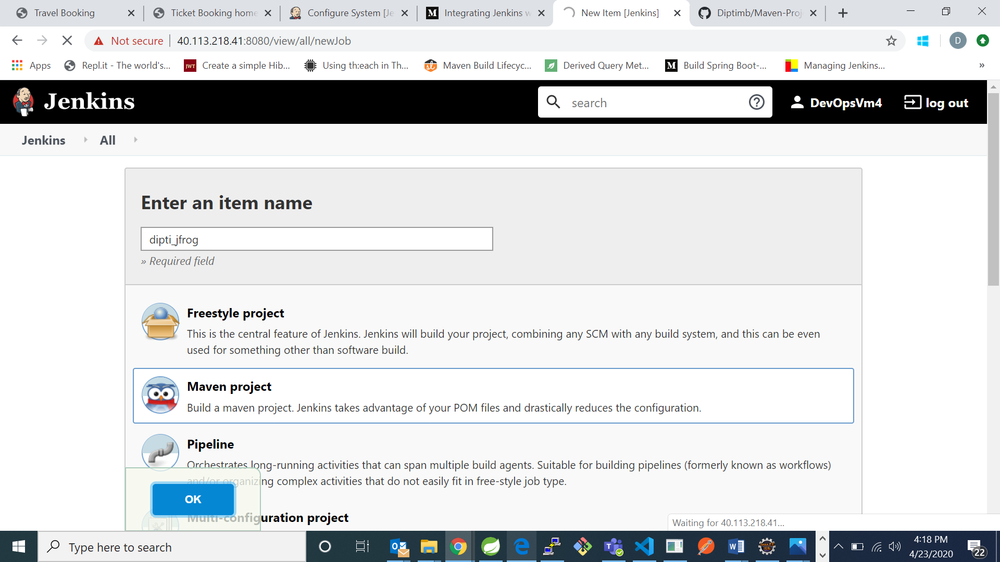 Travel Booking
Ticket Booking home
Configure System [Je
Integrating Jenkins w
New Item [Jenkins]
Diptimb/Maven-Proj
Not secure
40.113.218.41:8080/view/all/newJob
D
Apps
Repl.it - The world's...
JWT
Create a simple Hib...
Using th:each in Th...
Maven Build Lifecyc...
Derived Query Met...
Build Spring Boot-...
Managing Jenkins...
»
Jenkins
search
DevOpsVm4
log out
Jenkins
All
Enter an item name
dipti_jfrog
» Required field
Freestyle project
This is the central feature of Jenkins. Jenkins will build your project, combining any SCM with any build system, and this can be even
used for something other than software build.
Maven project
Build a maven project. Jenkins takes advantage of your POM files and drastically reduces the configuration.
Pipeline
Orchestrates long-running activities that can span multiple build agents. Suitable for building pipelines (formerly known as workflows)
and/or organizing complex activities that do not easily fit in free-style job type.
OK
Multi-configuration project
Waiting for 40.113.218.41...
Type here to search
4:18 PM
4/23/2020
22